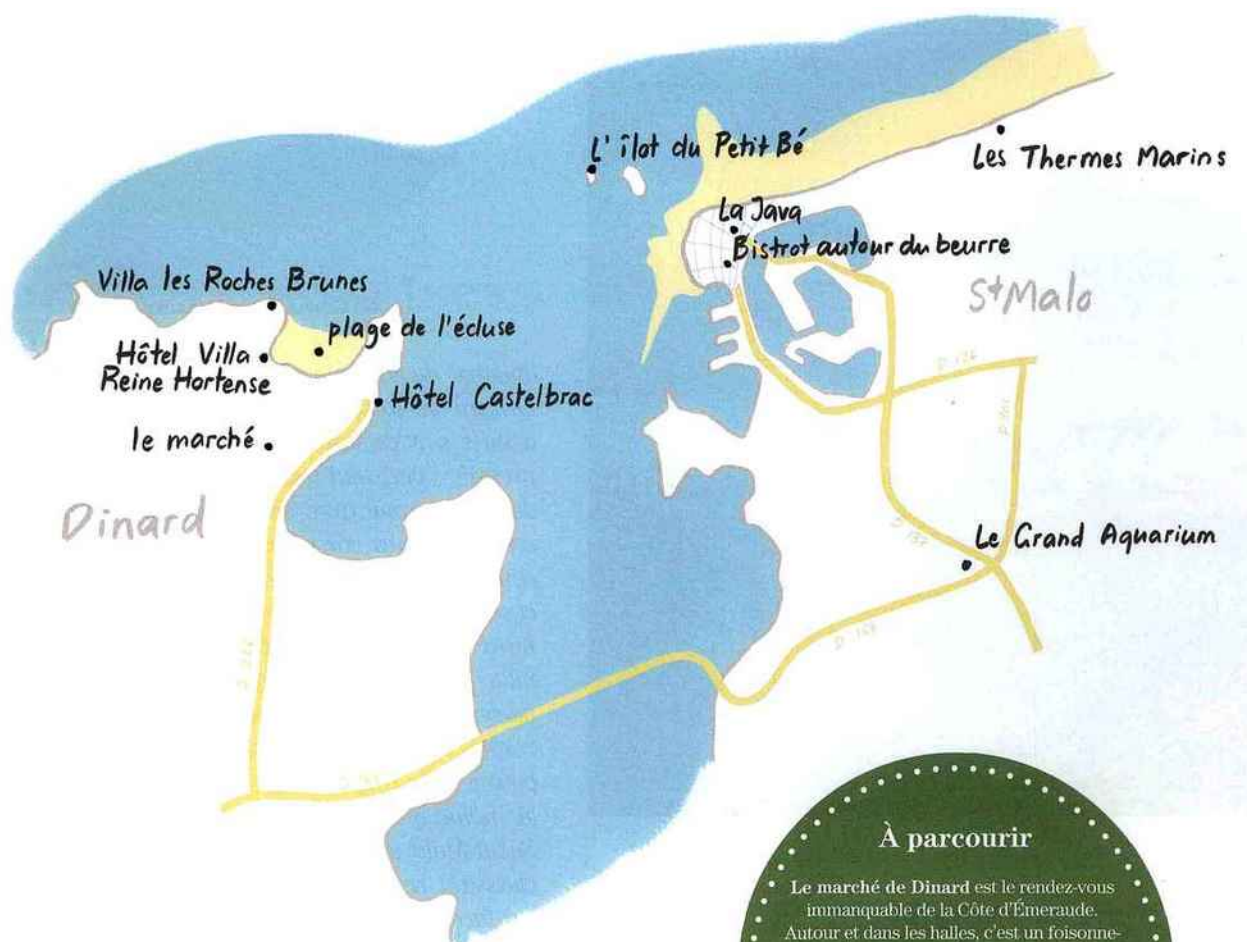 L'îlot du Petit Bé
Les Thermes Marins
La Java
Bistrot autour du beurre
Villa les Roches Brunes
St Malo
plage de l'écluse
Hôtel Villa
Reine Hortense
Hôtel Castelbrac
le marché
Dinard
D 137
Le Grand Aquarium
D 168
À parcourir
Le marché de Dinard est le rendez-vous
immanquable de la Côte d'Émeraude.
Autour et dans les halles, c'est un foisonne-